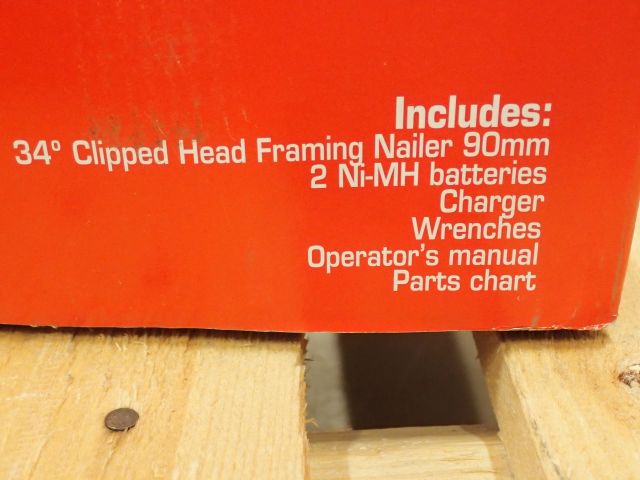 Includes:
34° Clipped Head Framing Nailer 90mm
2 Ni-MH batteries
Charger
Wrenches
Operator's manual
Parts chart